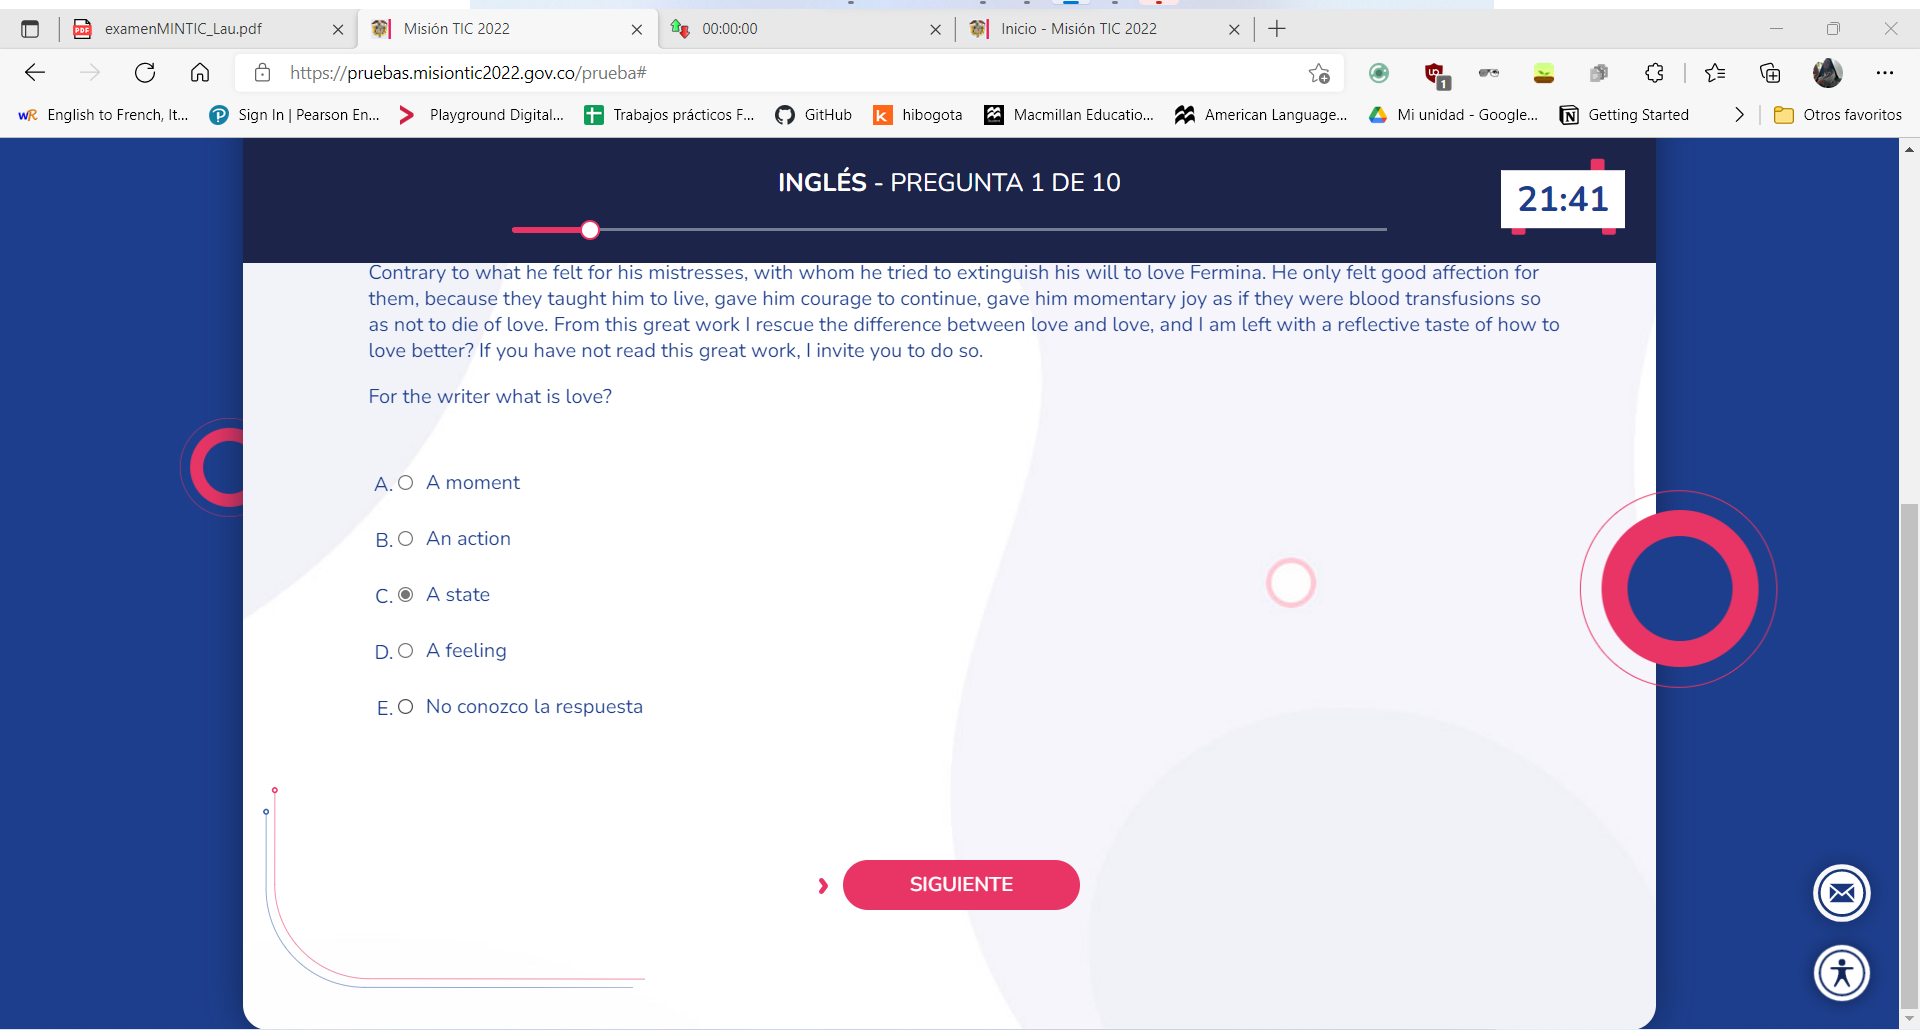 examenMINTIC_Lau.pdf
Misión TIC 2022
00:00:00
Inicio - Misión TIC 2022
https://pruebas.misiontic2022.gov.co/prueba#
1
English to French, It...
Sign In | Pearson En...
Playground Digital...
Trabajos prácticos F...
GitHub
hibogota
Macmillan Educatio...
American Language...
Mi unidad - Google...
Getting Started
Otros favoritos
INGLÉS - PREGUNTA 1 DE 10
21:41
Contrary to what he felt for his mistresses, with whom he tried to extinguish his will to love Fermina. He only felt good affection for
them, because they taught him to live, gave him courage to continue, gave him momentary joy as if they were blood transfusions so
as not to die of love. From this great work I rescue the difference between love and love, and I am left with a reflective taste of how to
love better? If you have not read this great work, I invite you to do so.
For the writer what is love?
A. A moment
B. An action
C. A state
D. A feeling
E. No conozco la respuesta
SIGUIENTE